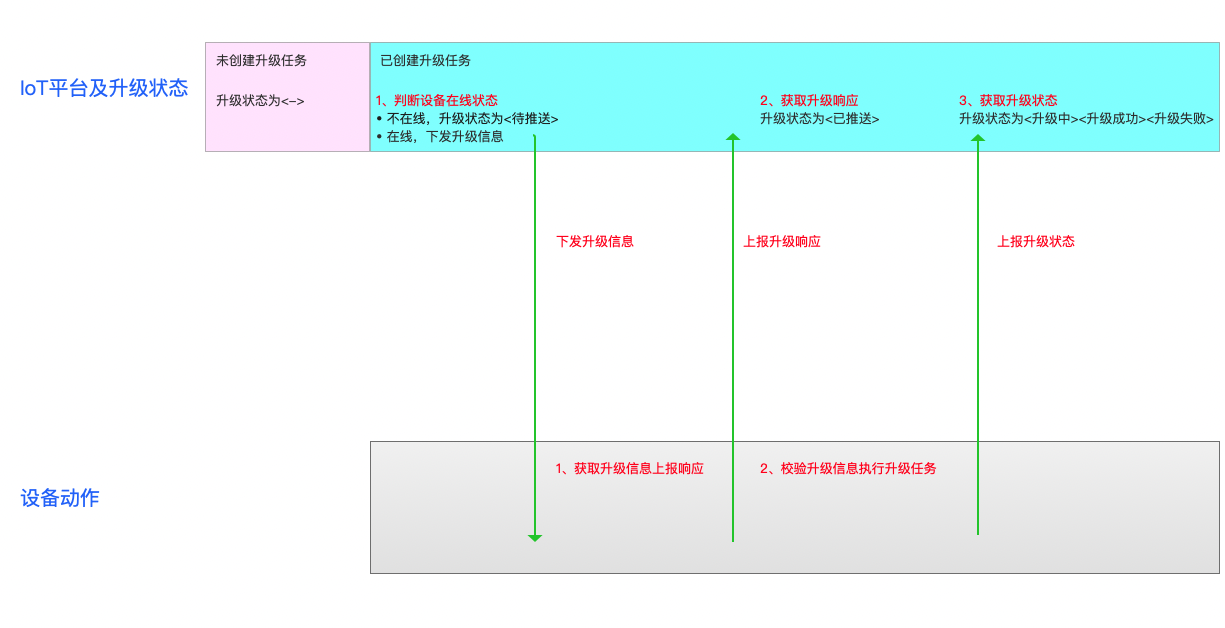 未创建升级任务
已创建升级任务
IoT平台及升级状态
升级状态为<->
1、判断设备在线状态
• 不在线，升级状态为<待推送>
• 在线，下发升级信息
2、获取升级响应
升级状态为<已推送>
3、获取升级状态
升级状态为<升级中><升级成功><升级失败>
下发升级信息
上报升级响应
上报升级状态
1、获取升级信息上报响应
2、校验升级信息执行升级任务
设备动作